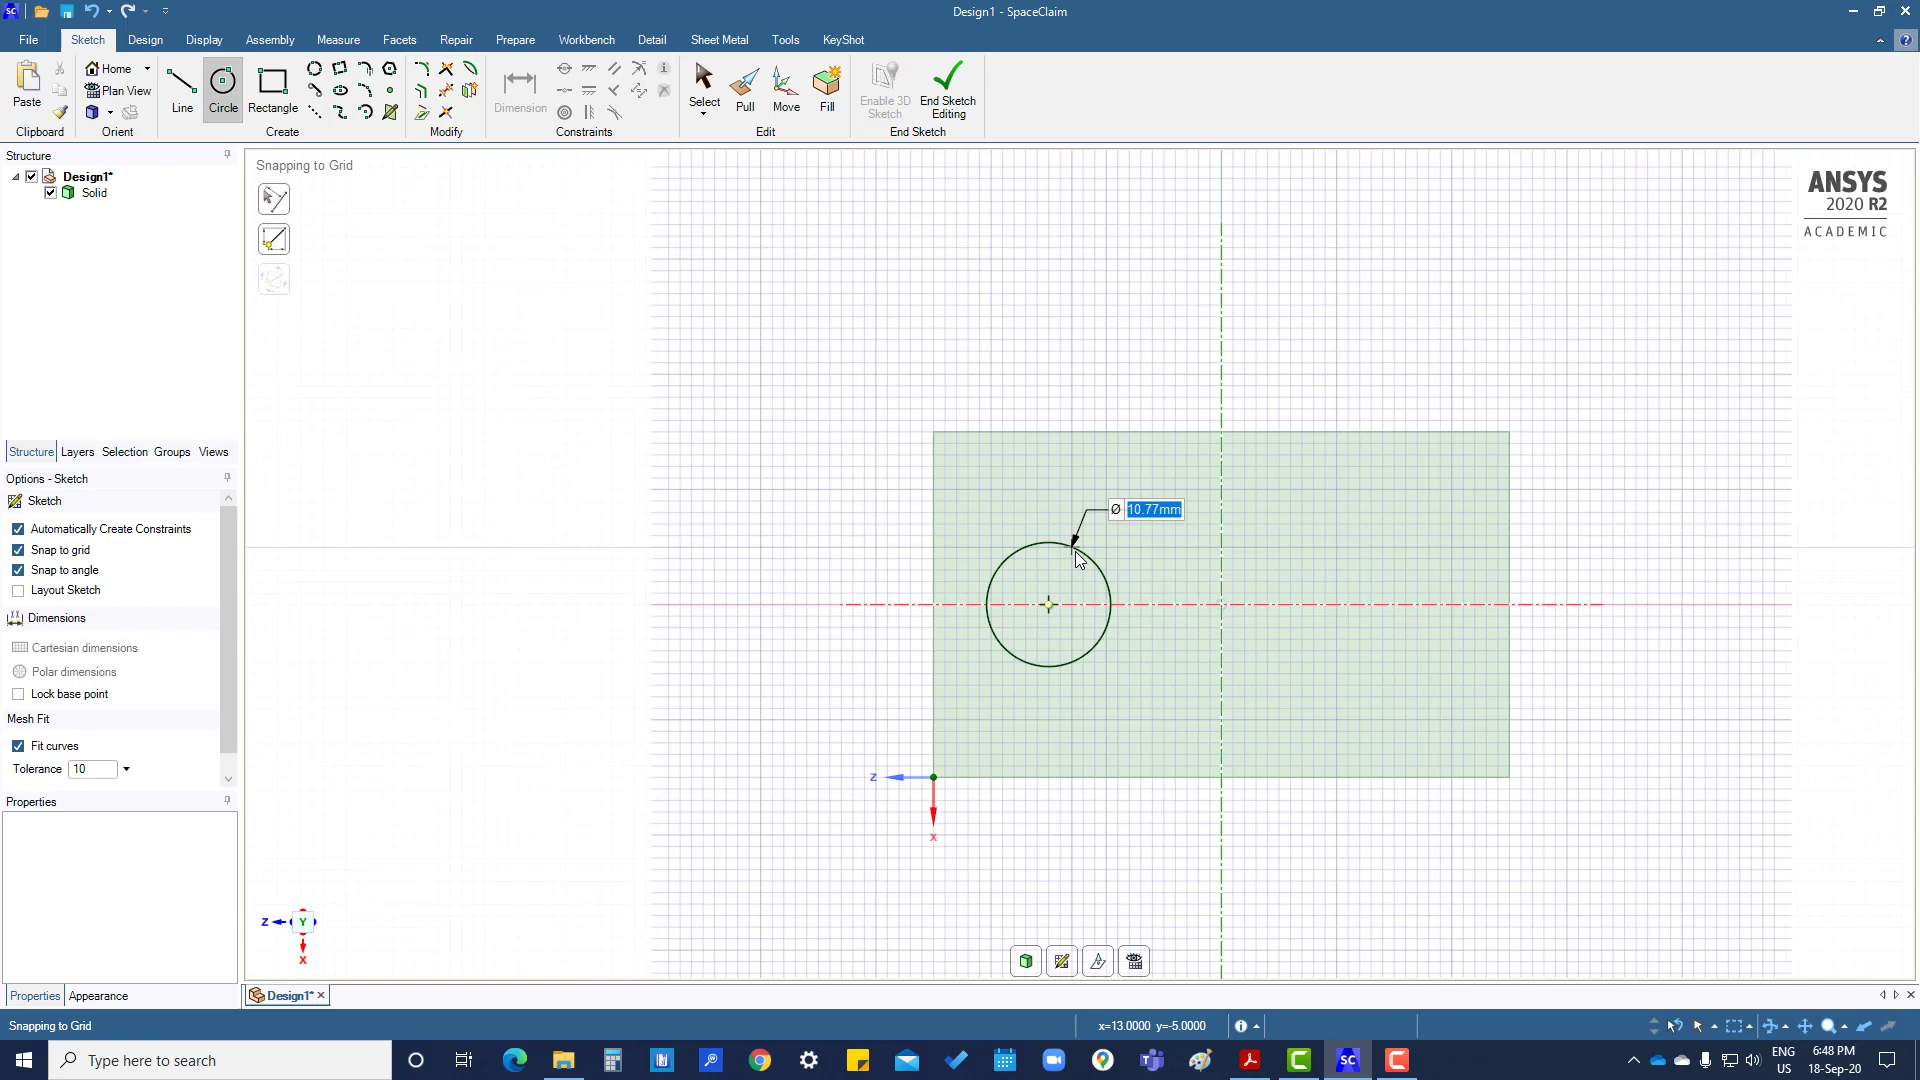 SC
Design1 - SpaceClaim
?
File Sketch Design Display Assembly Measure Facets Repair Prepare Workbench Detail Sheet Metal Tools KeyShot
Paste
Home
Plan View
Line
Circle
Rectangle
Dimension
Select
Pull
Move
Fill
Enable 3D
Sketch
End Sketch
Editing
Clipboard Orient Create Modify Constraints Edit End Sketch
Structure
Design1*
Solid
Structure Layers Selection Groups Views
Options - Sketch
Sketch
Automatically Create Constraints
Snap to grid
Snap to angle
Layout Sketch
Dimensions
Cartesian dimensions
Polar dimensions
Lock base point
Mesh Fit
Fit curves
Tolerance 10
Properties
Properties Appearance
Snapping to Grid
ANSYS
2020 R2
ACADEMIC
Ø 10.77mm
Z
X
Z Y
X
Design1*
Snapping to Grid
x=13.0000 y=-5.0000
Type here to search
SC
ENG
US
6:48 PM
18-Sep-20